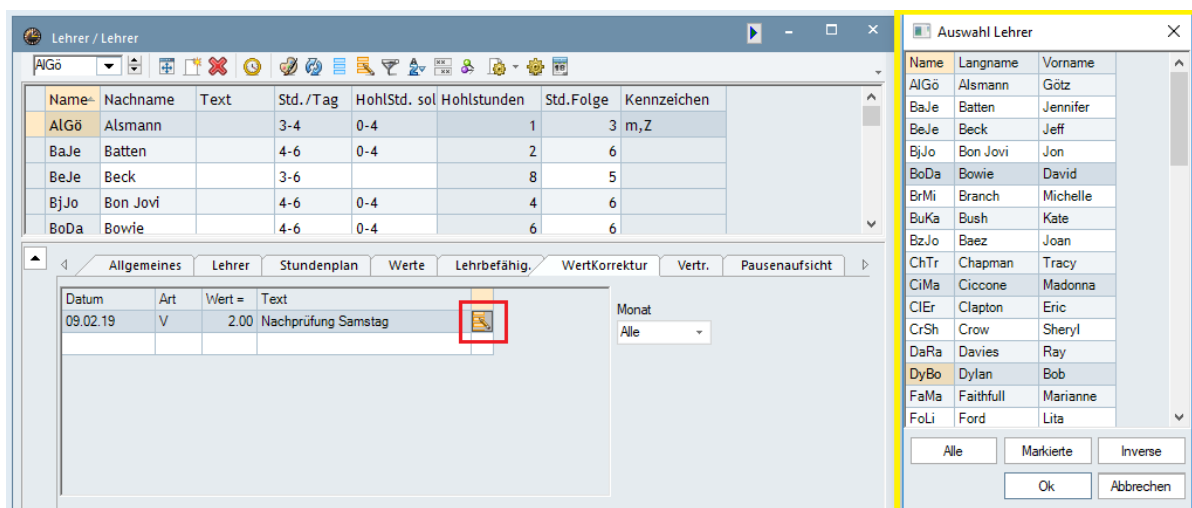 Lehrer / Lehrer
AlGö
Name Nachname Text Std./Tag HohlStd. sol Hohlstunden Std.Folge Kennzeichen
AlGö Alsmann 3-4 0-4 1 3 m,Z
BaJe Batten 4-6 0-4 2 6
BeJe Beck 3-6 8 5
BjJo Bon Jovi 4-6 0-4 4 6
BoDa Bowie 4-6 0-4 6 6
Allgemeines Lehrer Stundenplan Werte Lehrbefähig. WertKorrektur Vertr. Pausenaufsicht
Datum Art Wert = Text
09.02.19 V 2.00 Nachprüfung Samstag
Monat
Alle
Auswahl Lehrer
Name Langname Vorname
AlGö Alsmann Götz
BaJe Batten Jennifer
BeJe Beck Jeff
BjJo Bon Jovi Jon
BoDa Bowie David
BrMi Branch Michelle
BuKa Bush Kate
BzJo Baez Joan
ChTr Chapman Tracy
CiMa Ciccone Madonna
ClEr Clapton Eric
CrSh Crow Sheryl
DaRa Davies Ray
DyBo Dylan Bob
FaMa Faithfull Marianne
FoLi Ford Lita
Alle Markierte Inverse
Ok Abbrechen